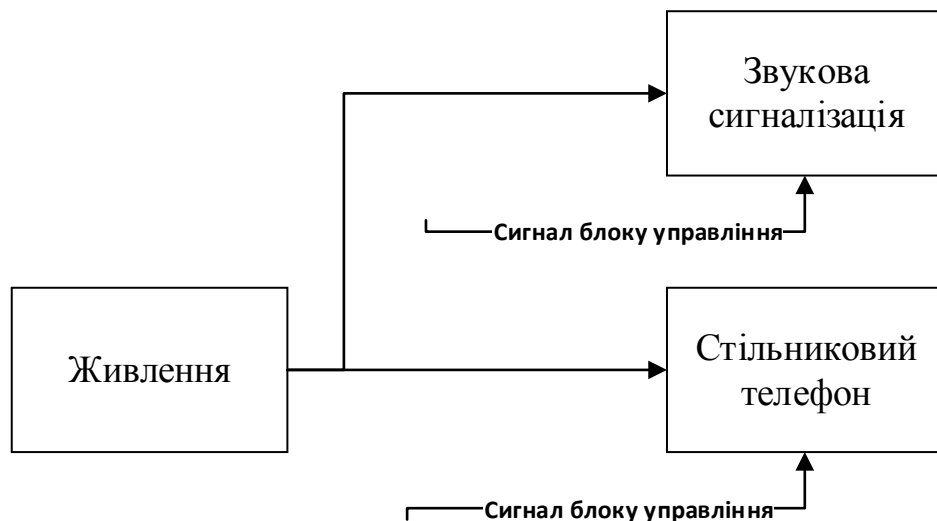 Звукова
сигналізація
Сигнал блоку управління
Живлення
Стільниковий
телефон
Сигнал блоку управління